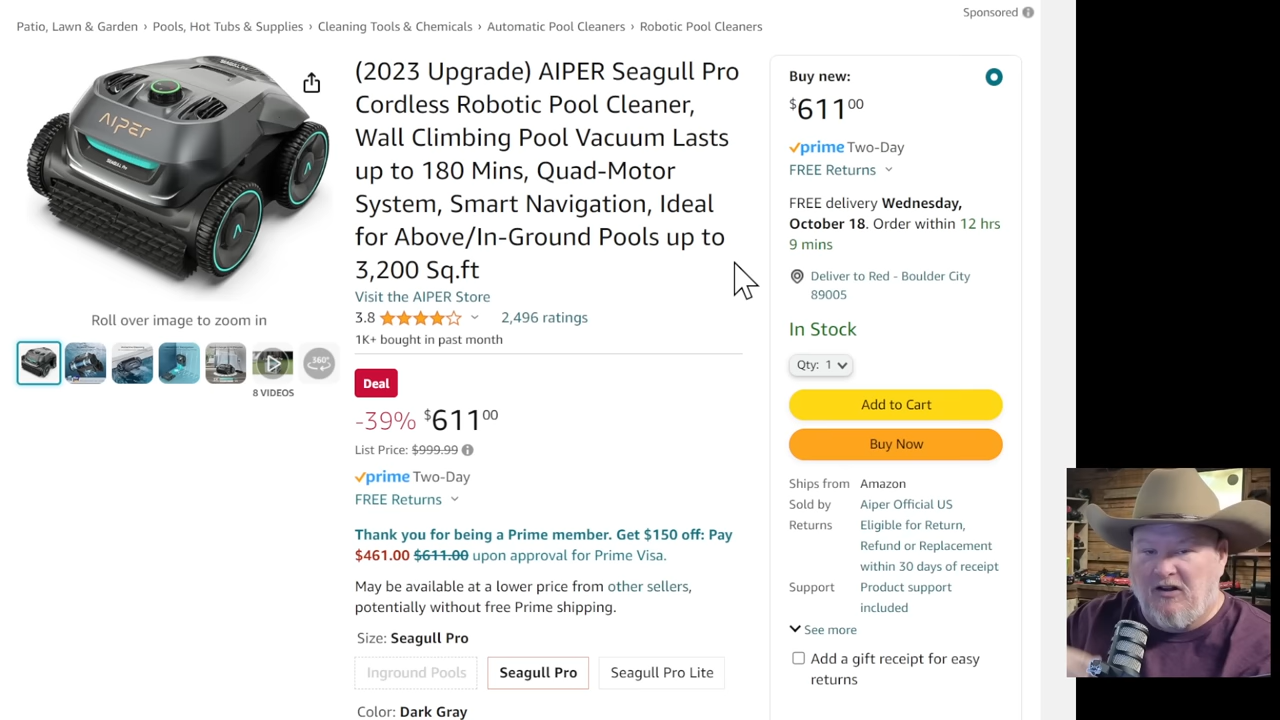 Sponsored
Patio, Lawn & Garden › Pools, Hot Tubs & Supplies › Cleaning Tools & Chemicals › Automatic Pool Cleaners › Robotic Pool Cleaners
AIPER
SEAGULL Pro
Roll over image to zoom in
360°
8 VIDEOS
(2023 Upgrade) AIPER Seagull Pro
Cordless Robotic Pool Cleaner,
Wall Climbing Pool Vacuum Lasts
up to 180 Mins, Quad-Motor
System, Smart Navigation, Ideal
for Above/In-Ground Pools up to
3,200 Sq.ft
Visit the AIPER Store
3.8 2,496 ratings
1K+ bought in past month
Deal
-39% $61100
List Price: $999.99
prime Two-Day
FREE Returns
Thank you for being a Prime member. Get $150 off: Pay
$461.00 $611.00 upon approval for Prime Visa.
May be available at a lower price from other sellers,
potentially without free Prime shipping.
Size: Seagull Pro
Inground Pools Seagull Pro Seagull Pro Lite
Color: Dark Gray
Buy new:
$61100
prime Two-Day
FREE Returns
FREE delivery Wednesday,
October 18. Order within 12 hrs
9 mins
Deliver to Red - Boulder City
89005
In Stock
Qty: 1
Add to Cart
Buy Now
Ships from Amazon
Sold by Aiper Official US
Returns Eligible for Return,
Refund or Replacement
within 30 days of receipt
Support Product support
included
See more
Add a gift receipt for easy
returns